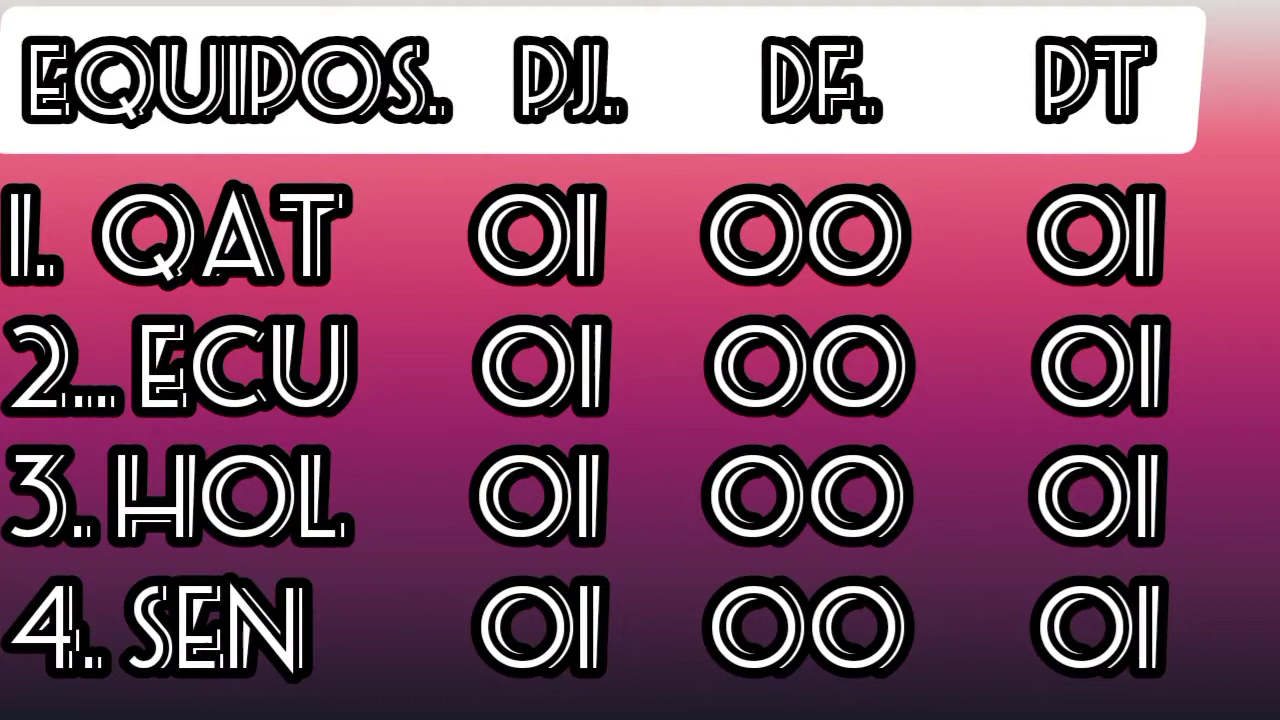 EQUIPOS. PJ. DF. PT
1. QAT 01 00 01
2... ECU 01 00 01
3.. HOL 01 00 01
4.. SEN 01 00 01